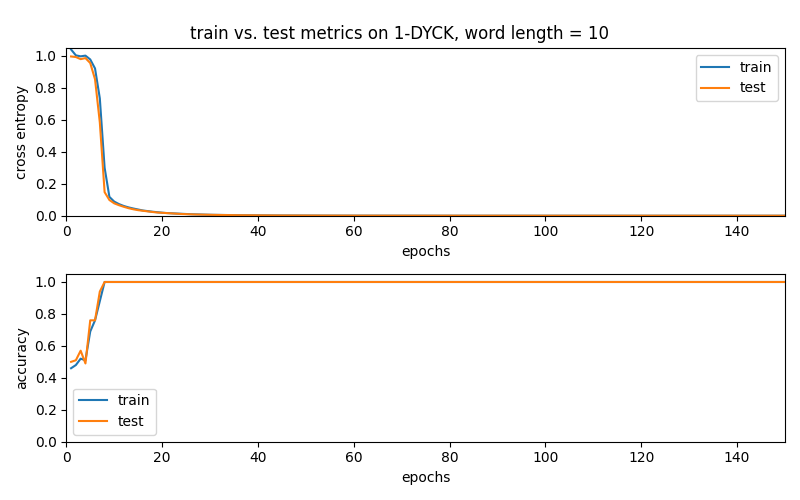 train vs. test metrics on 1-DYCK, word length = 10
cross entropy
1.0
0.8
0.6
0.4
0.2
0.0
train
test
0 20 40 60 80 100 120 140
epochs
accuracy
1.0
0.8
0.6
0.4
0.2
0.0
train
test
0 20 40 60 80 100 120 140
epochs